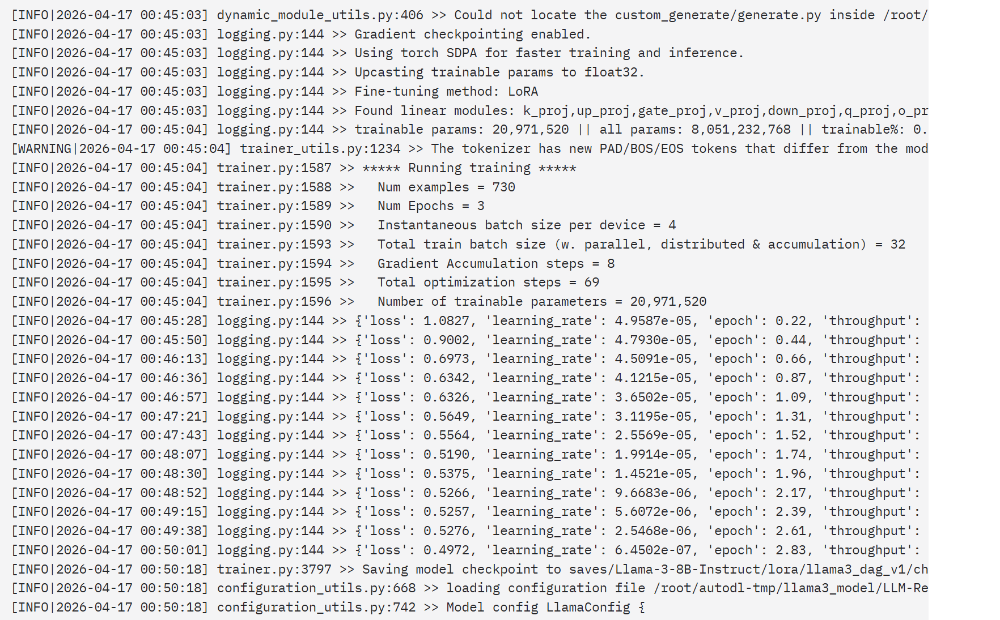 [INFO|2026-04-17 00:45:03] dynamic_module_utils.py:406 >> Could not locate the custom_generate/generate.py inside /root/
[INFO|2026-04-17 00:45:03] logging.py:144 >> Gradient checkpointing enabled.
[INFO|2026-04-17 00:45:03] logging.py:144 >> Using torch SDPA for faster training and inference.
[INFO|2026-04-17 00:45:03] logging.py:144 >> Upcasting trainable params to float32.
[INFO|2026-04-17 00:45:03] logging.py:144 >> Fine-tuning method: LoRA
[INFO|2026-04-17 00:45:03] logging.py:144 >> Found linear modules: k_proj,up_proj,gate_proj,v_proj,down_proj,q_proj,o_pr
[INFO|2026-04-17 00:45:04] logging.py:144 >> trainable params: 20,971,520 || all params: 8,051,232,768 || trainable%: 0.
[WARNING|2026-04-17 00:45:04] trainer_utils.py:1234 >> The tokenizer has new PAD/BOS/EOS tokens that differ from the mod
[INFO|2026-04-17 00:45:04] trainer.py:1587 >> ***** Running training *****
[INFO|2026-04-17 00:45:04] trainer.py:1588 >>   Num examples = 730
[INFO|2026-04-17 00:45:04] trainer.py:1589 >>   Num Epochs = 3
[INFO|2026-04-17 00:45:04] trainer.py:1590 >>   Instantaneous batch size per device = 4
[INFO|2026-04-17 00:45:04] trainer.py:1593 >>   Total train batch size (w. parallel, distributed & accumulation) = 32
[INFO|2026-04-17 00:45:04] trainer.py:1594 >>   Gradient Accumulation steps = 8
[INFO|2026-04-17 00:45:04] trainer.py:1595 >>   Total optimization steps = 69
[INFO|2026-04-17 00:45:04] trainer.py:1596 >>   Number of trainable parameters = 20,971,520
[INFO|2026-04-17 00:45:28] logging.py:144 >> {'loss': 1.0827, 'learning_rate': 4.9587e-05, 'epoch': 0.22, 'throughput':
[INFO|2026-04-17 00:45:50] logging.py:144 >> {'loss': 0.9002, 'learning_rate': 4.7930e-05, 'epoch': 0.44, 'throughput':
[INFO|2026-04-17 00:46:13] logging.py:144 >> {'loss': 0.6973, 'learning_rate': 4.5091e-05, 'epoch': 0.66, 'throughput':
[INFO|2026-04-17 00:46:36] logging.py:144 >> {'loss': 0.6342, 'learning_rate': 4.1215e-05, 'epoch': 0.87, 'throughput':
[INFO|2026-04-17 00:46:57] logging.py:144 >> {'loss': 0.6326, 'learning_rate': 3.6502e-05, 'epoch': 1.09, 'throughput':
[INFO|2026-04-17 00:47:21] logging.py:144 >> {'loss': 0.5649, 'learning_rate': 3.1195e-05, 'epoch': 1.31, 'throughput':
[INFO|2026-04-17 00:47:43] logging.py:144 >> {'loss': 0.5564, 'learning_rate': 2.5569e-05, 'epoch': 1.52, 'throughput':
[INFO|2026-04-17 00:48:07] logging.py:144 >> {'loss': 0.5190, 'learning_rate': 1.9914e-05, 'epoch': 1.74, 'throughput':
[INFO|2026-04-17 00:48:30] logging.py:144 >> {'loss': 0.5375, 'learning_rate': 1.4521e-05, 'epoch': 1.96, 'throughput':
[INFO|2026-04-17 00:48:52] logging.py:144 >> {'loss': 0.5266, 'learning_rate': 9.6683e-06, 'epoch': 2.17, 'throughput':
[INFO|2026-04-17 00:49:15] logging.py:144 >> {'loss': 0.5257, 'learning_rate': 5.6072e-06, 'epoch': 2.39, 'throughput':
[INFO|2026-04-17 00:49:38] logging.py:144 >> {'loss': 0.5276, 'learning_rate': 2.5468e-06, 'epoch': 2.61, 'throughput':
[INFO|2026-04-17 00:50:01] logging.py:144 >> {'loss': 0.4972, 'learning_rate': 6.4502e-07, 'epoch': 2.83, 'throughput':
[INFO|2026-04-17 00:50:18] trainer.py:3797 >> Saving model checkpoint to saves/Llama-3-8B-Instruct/lora/llama3_dag_v1/ch
[INFO|2026-04-17 00:50:18] configuration_utils.py:668 >> loading configuration file /root/autodl-tmp/llama3_model/LLM-Re
[INFO|2026-04-17 00:50:18] configuration_utils.py:742 >> Model config LlamaConfig {